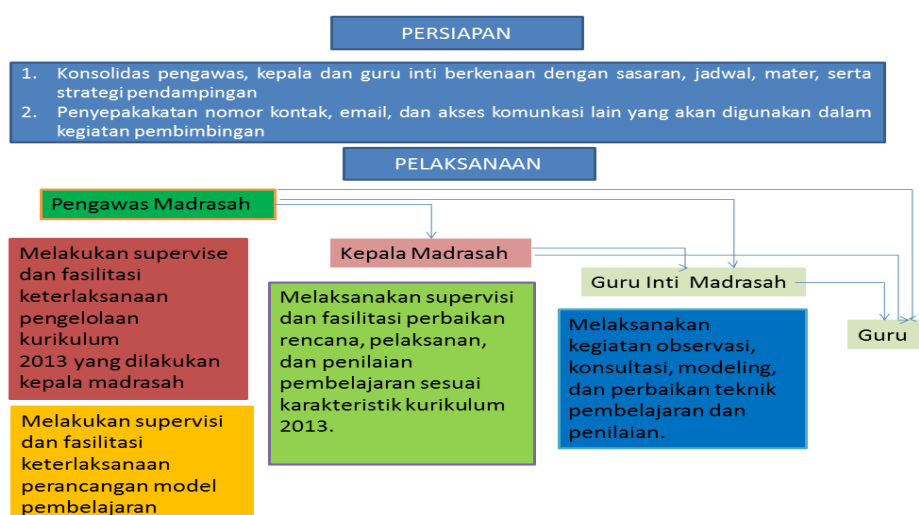 PERSIAPAN
1. Konsolidas pengawas, kepala dan guru inti berkenaan dengan sasaran, jadwal, mater, serta
strategi pendampingan
2. Penyepakakatan nomor kontak, email, dan akses komunkasi lain yang akan digunakan dalam
kegiatan pembimbingan
PELAKSANAAN
Pengawas Madrasah
Melakukan supervise
dan fasilitasi
keterlaksanaan
pengelolaan
kurikulum
2013 yang dilakukan
kepala madrasah
Melakukan supervisi
dan fasilitasi
keterlaksanaan
perancangan model
pembelajaran
Kepala Madrasah
Melaksanakan supervisi
dan fasilitasi perbaikan
rencana, pelaksanan,
dan penilaian
pembelajaran sesuai
karakteristik kurikulum
2013.
Guru Inti Madrasah
Melaksanakan
kegiatan observasi,
konsultasi, modeling,
dan perbaikan teknik
pembelajaran dan
penilaian.
Guru